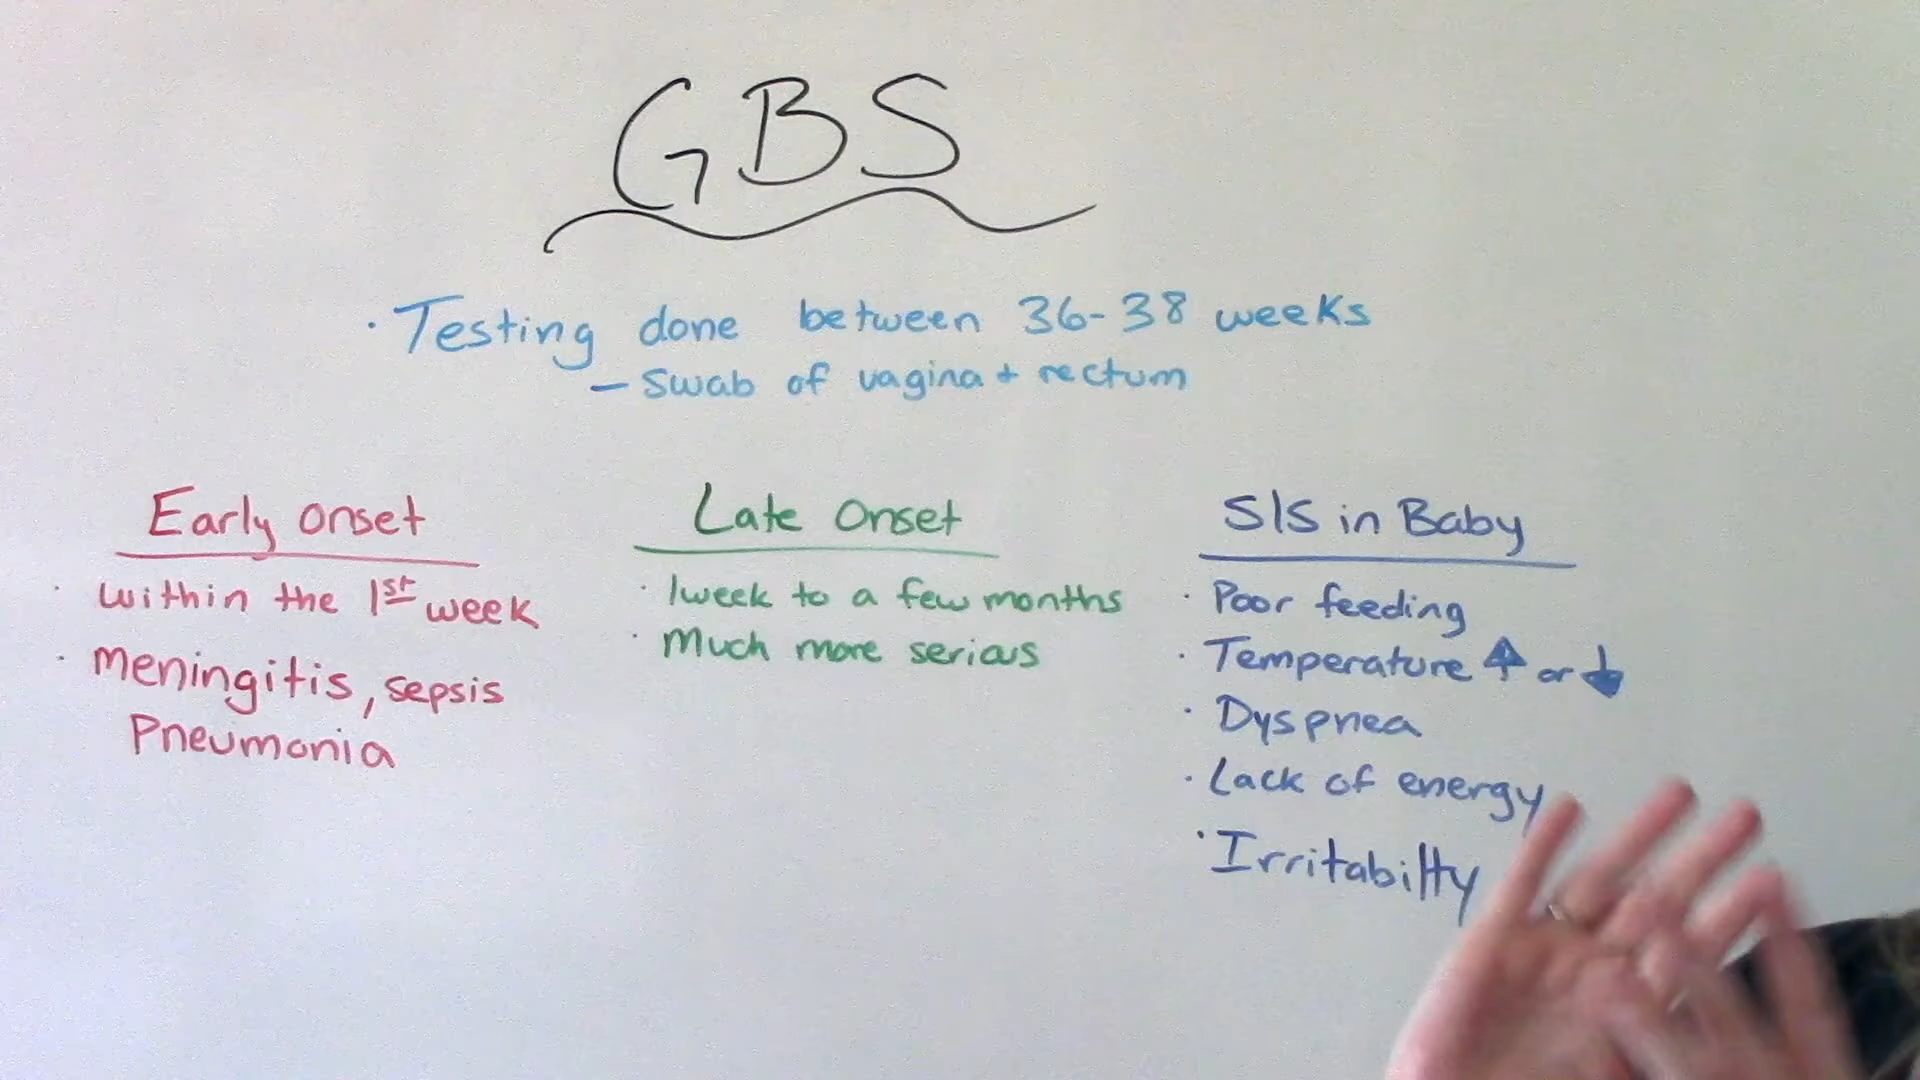 GBS
· Testing done between 36-38 weeks
- Swab of vagina + rectum
Early onset
· within the 1st week
· Meningitis, sepsis
Pneumonia
Late Onset
· 1week to a few months
· Much more serious
S/S in Baby
· Poor feeding
· Temperature ↑ or ↓
· Dyspnea
· Lack of energy
· Irritabilty